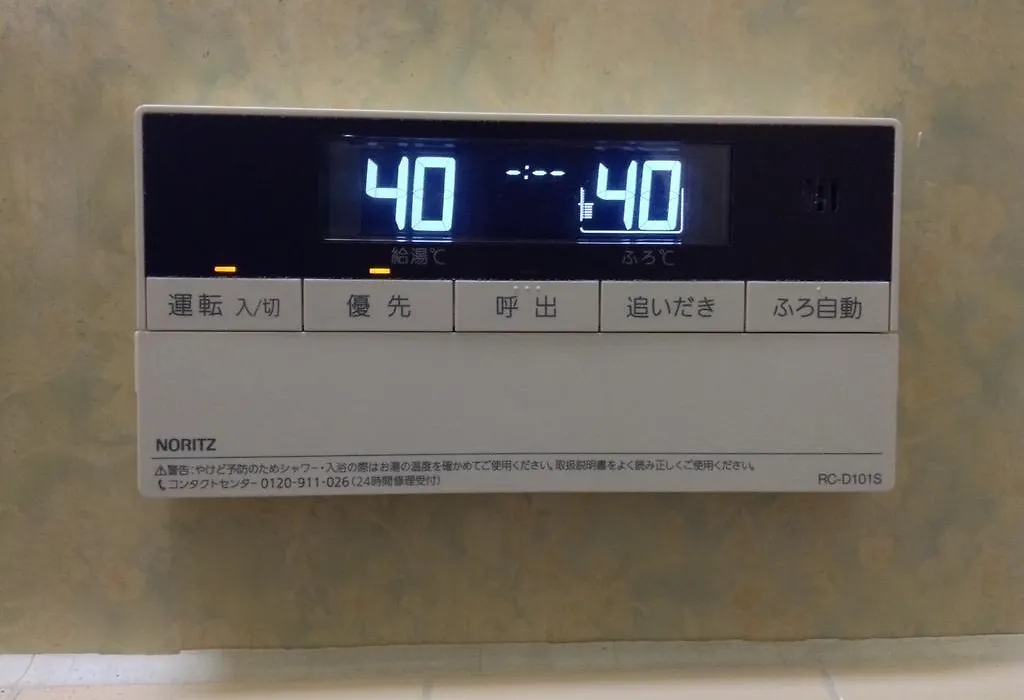 40 -:-- 40
給湯℃ ふろ℃
運転 入/切 優先 呼出 追いだき ふろ自動
NORITZ
⚠警告:やけど予防のためシャワー・入浴の際はお湯の温度を確かめてご使用ください。取扱説明書をよく読み正しくご使用ください。
コンタクトセンター 0120-911-026(24時間修理受付)
RC-D101S